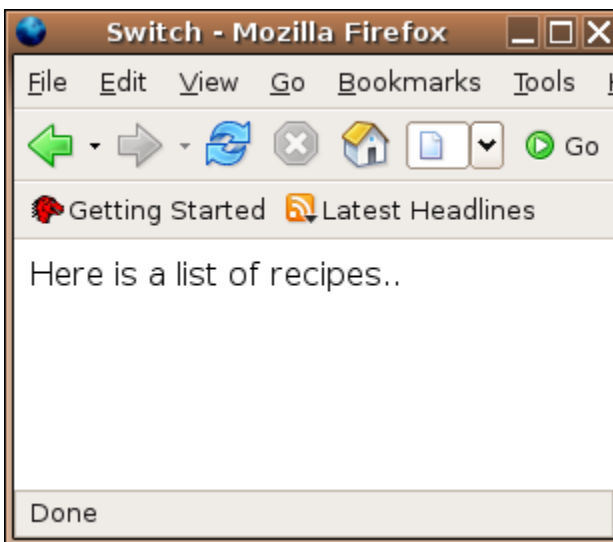 Switch - Mozilla Firefox
File Edit View Go Bookmarks Tools
Go
Getting Started Latest Headlines
Here is a list of recipes..
Done